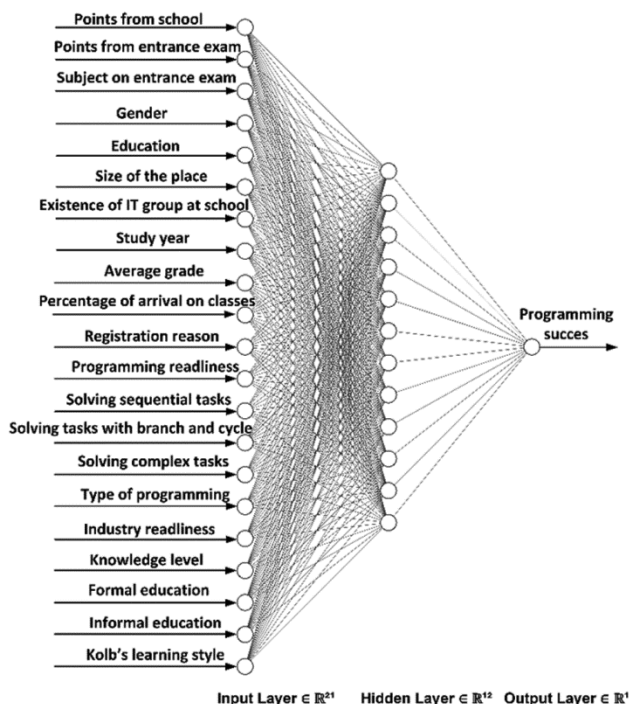 Points from school
Points from entrance exam
Subject on entrance exam
Gender
Education
Size of the place
Existence of IT group at school
Study year
Average grade
Percentage of arrival on classes
Registration reason
Programming readliness
Solving sequential tasks
Solving tasks with branch and cycle
Solving complex tasks
Type of programming
Industry readliness
Knowledge level
Formal education
Informal education
Kolb's learning style
Programming
succes
Input Layer ∈ ℝ²¹ Hidden Layer ∈ ℝ¹² Output Layer ∈ ℝ¹